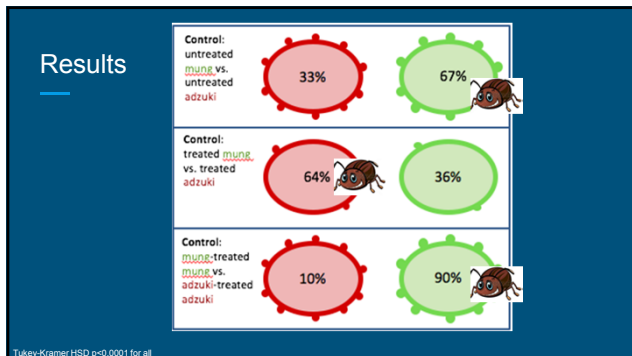 Results
Control:
untreated
mung vs.
untreated
adzuki
33%
67%
Control:
treated mung
vs. treated
adzuki
64%
36%
Control:
mung-treated
mung vs.
adzuki-treated
adzuki
10%
90%
Tukey-Kramer HSD p<0.0001 for all